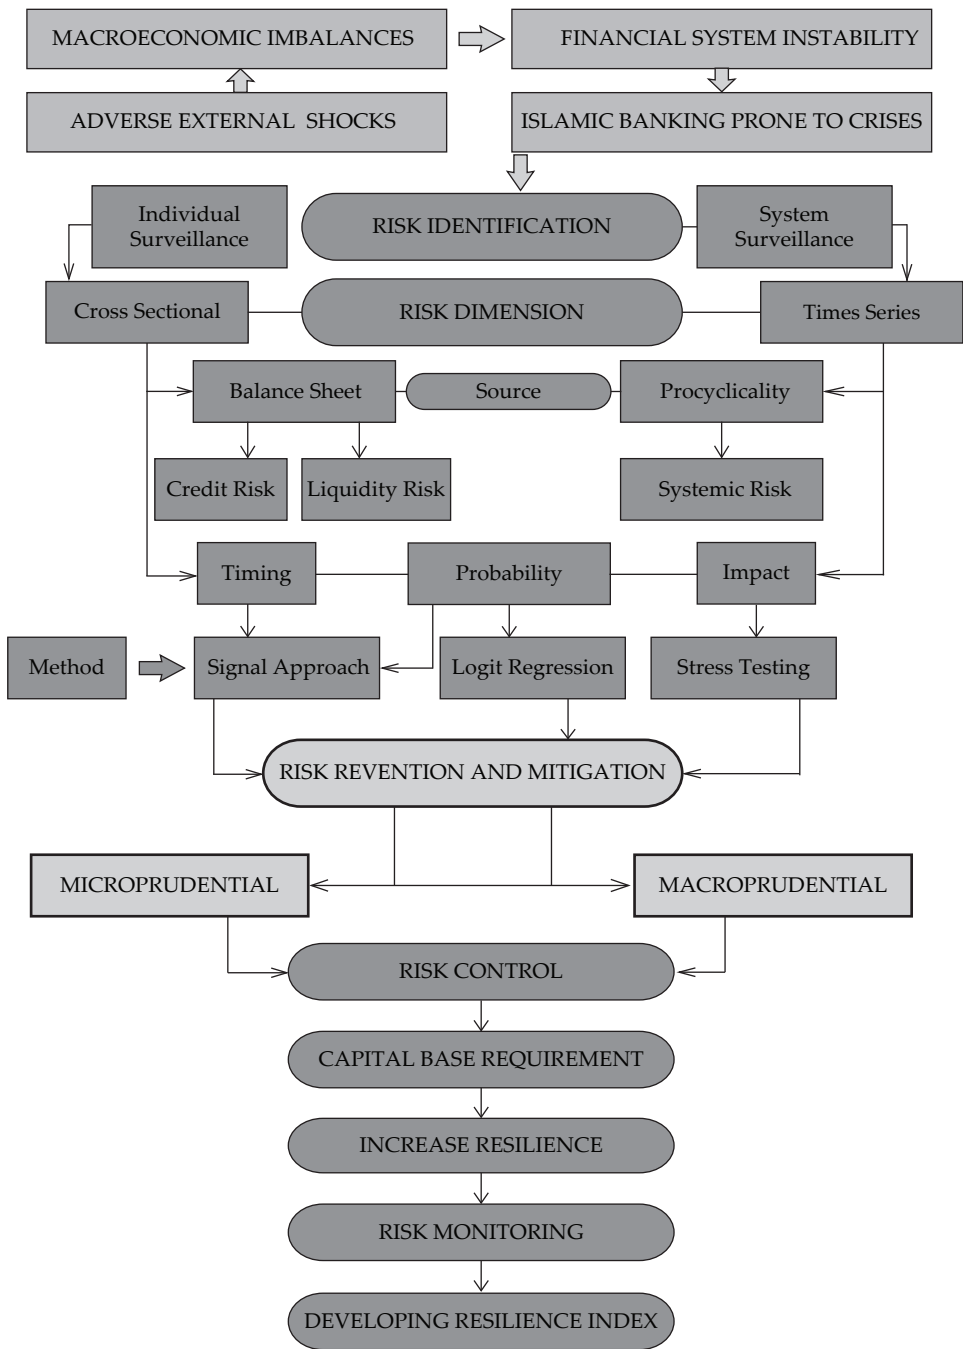 MACROECONOMIC IMBALANCES
FINANCIAL SYSTEM INSTABILITY
ADVERSE EXTERNAL SHOCKS
ISLAMIC BANKING PRONE TO CRISES
Individual
Surveillance
RISK IDENTIFICATION
System
Surveillance
Cross Sectional
RISK DIMENSION
Times Series
Balance Sheet
Source
Procyclicality
Credit Risk
Liquidity Risk
Systemic Risk
Timing
Probability
Impact
Method
Signal Approach
Logit Regression
Stress Testing
RISK REVENTION AND MITIGATION
MICROPRUDENTIAL
MACROPRUDENTIAL
RISK CONTROL
CAPITAL BASE REQUIREMENT
INCREASE RESILIENCE
RISK MONITORING
DEVELOPING RESILIENCE INDEX